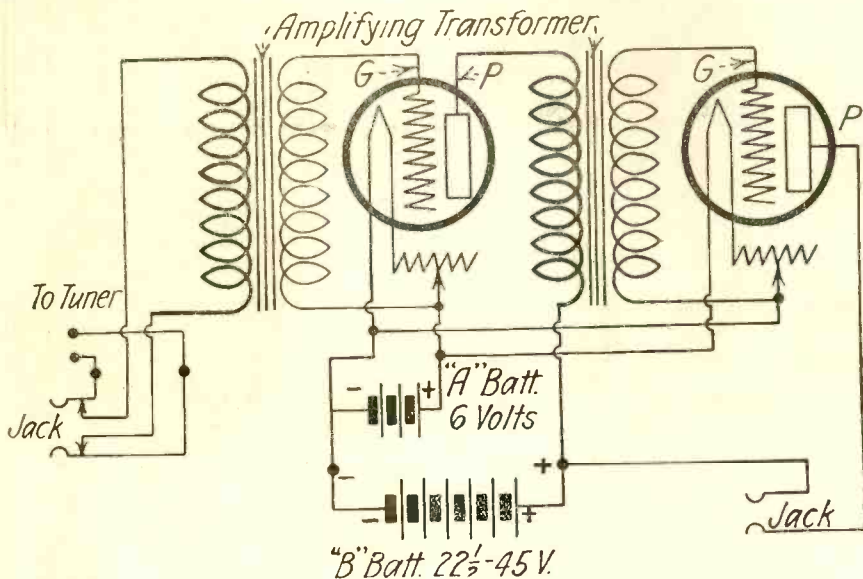 Amplifying Transformer
G P G P
To Tuner
Jack
- + "A" Batt.
6 Volts
- +
- + Jack
"B" Batt. 22½-45 V.